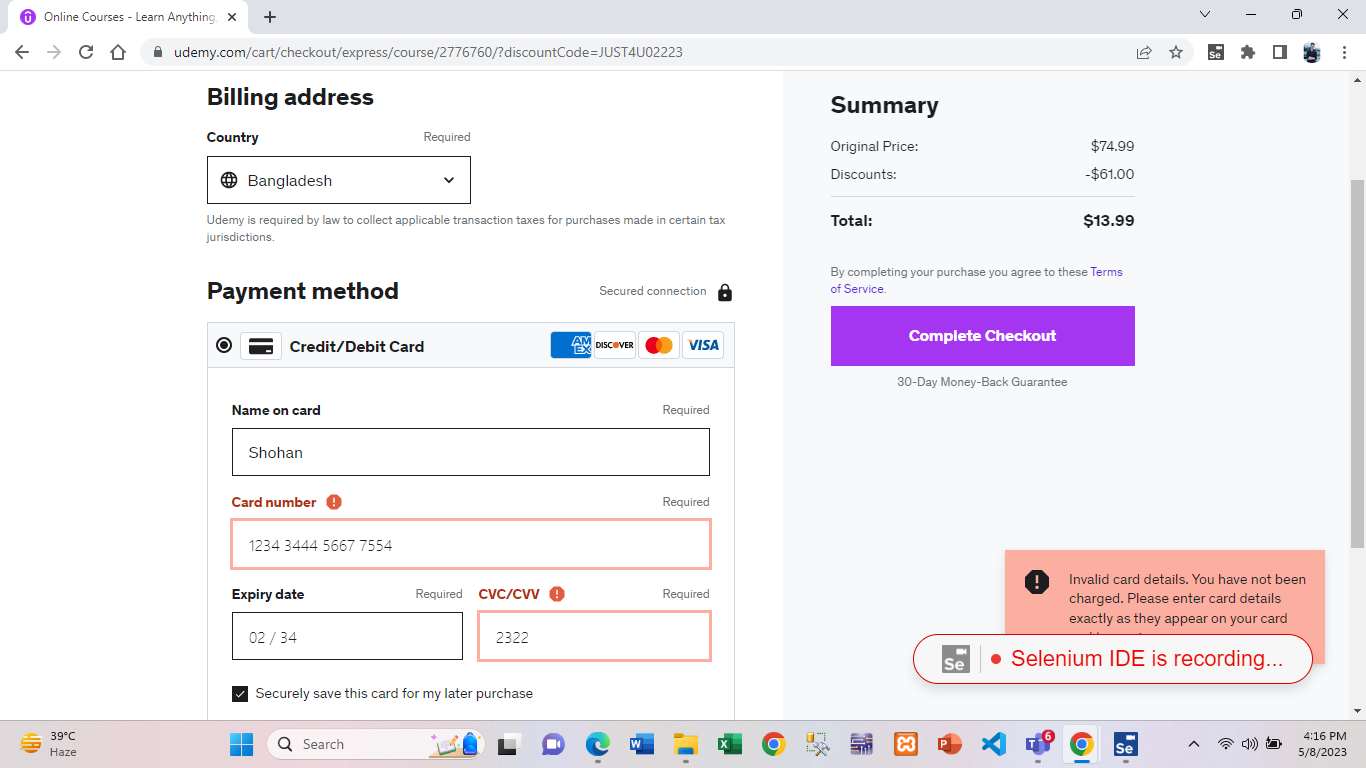 Online Courses - Learn Anything,
udemy.com/cart/checkout/express/course/2776760/?discountCode=JUST4U02223
Se
Billing address
Country Required
Bangladesh
Udemy is required by law to collect applicable transaction taxes for purchases made in certain tax
jurisdictions.
Payment method Secured connection
Credit/Debit Card AM EX DISCOVER VISA
Name on card Required
Shohan
Card number Required
1234 3444 5667 7554
Expiry date Required CVC/CVV Required
02 / 34 2322
Securely save this card for my later purchase
Summary
Original Price: $74.99
Discounts: -$61.00
Total: $13.99
By completing your purchase you agree to these Terms
of Service.
Complete Checkout
30-Day Money-Back Guarantee
Invalid card details. You have not been
charged. Please enter card details
exactly as they appear on your card
Se Selenium IDE is recording...
39°C
Haze
Search
6
Se
4:16 PM
5/8/2023